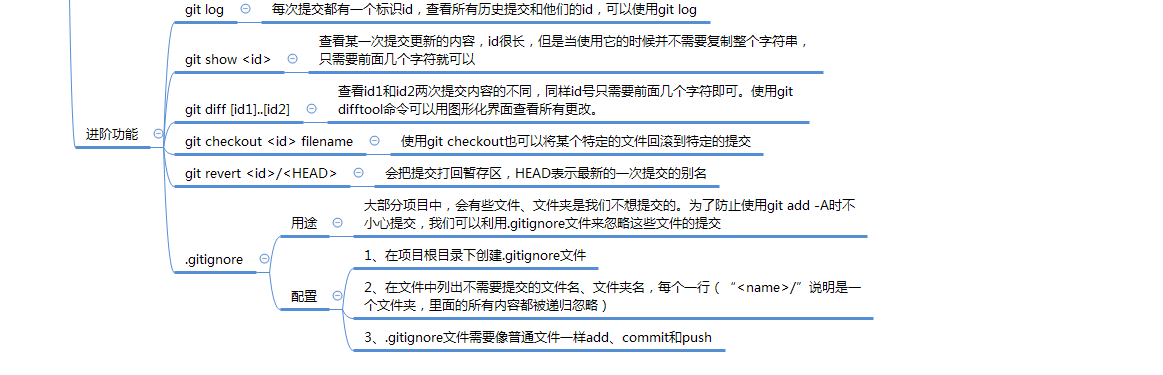 git log
每次提交都有一个标识id，查看所有历史提交和他们的id，可以使用git log
git show <id>
查看某一次提交更新的内容，id很长，但是当使用它的时候并不需要复制整个字符串，
只需要前面几个字符就可以
git diff [id1]..[id2]
查看id1和id2两次提交内容的不同，同样id号只需要前面几个字符即可。使用git
difftool命令可以用图形化界面查看所有更改。
进阶功能
git checkout <id> filename
使用git checkout也可以将某个特定的文件回滚到特定的提交
git revert <id>/<HEAD>
会把提交打回暂存区，HEAD表示最新的一次提交的别名
.gitignore
用途
大部分项目中，会有些文件、文件夹是我们不想提交的。为了防止使用git add -A时不
小心提交，我们可以利用.gitignore文件来忽略这些文件的提交
配置
1、在项目根目录下创建.gitignore文件
2、在文件中列出不需要提交的文件名、文件夹名，每个一行（“<name>/”说明是一
个文件夹，里面的所有内容都被递归忽略）
3、.gitignore文件需要像普通文件一样add、commit和push